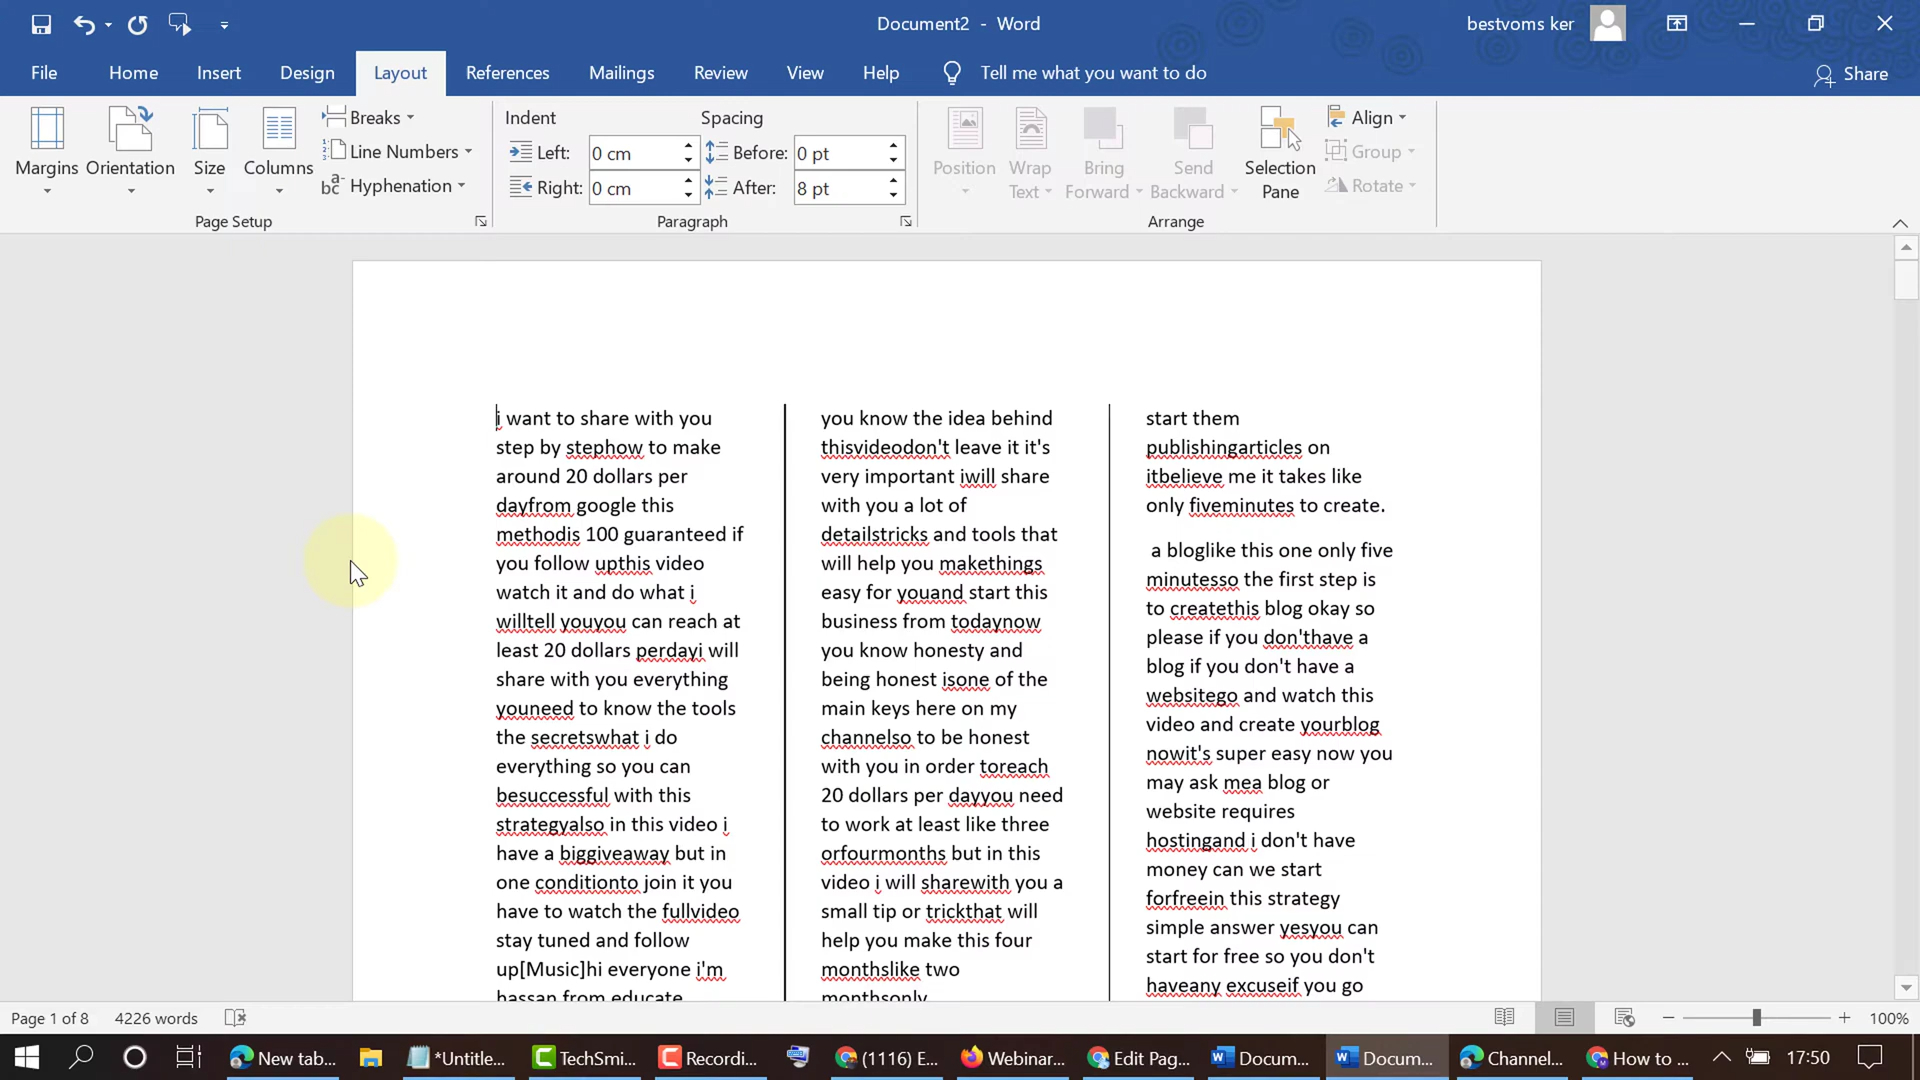 Document2 - Word
bestvoms ker
File Home Insert Design Layout References Mailings Review View Help Tell me what you want to do Share
Margins
Orientation
Size
Columns
Breaks
Line Numbers
Hyphenation
Page Setup
Indent
Left: 0 cm
Right: 0 cm
Spacing
Before: 0 pt
After: 8 pt
Paragraph
Position
Wrap
Text
Bring
Forward
Send
Backward
Selection
Pane
Align
Group
Rotate
Arrange
i want to share with you
step by stephow to make
around 20 dollars per
dayfrom google this
methodis 100 guaranteed if
you follow upthis video
watch it and do what i
willtell youyou can reach at
least 20 dollars perdayi will
share with you everything
youneed to know the tools
the secretswhat i do
everything so you can
besuccessful with this
strategyalso in this video i
have a biggiveaway but in
one conditionto join it you
have to watch the fullvideo
stay tuned and follow
up[Music]hi everyone i'm
hassan from educate
you know the idea behind
thisvideodon't leave it it's
very important iwill share
with you a lot of
detailstricks and tools that
will help you makethings
easy for youand start this
business from todaynow
you know honesty and
being honest isone of the
main keys here on my
channelso to be honest
with you in order toreach
20 dollars per dayyou need
to work at least like three
orfourmonths but in this
video i will sharewith you a
small tip or trickthat will
help you make this four
monthslike two
monthsonly
start them
publishingarticles on
itbelieve me it takes like
only fiveminutes to create.
a bloglike this one only five
minutesso the first step is
to createthis blog okay so
please if you don'thave a
blog if you don't have a
websitego and watch this
video and create yourblog
nowit's super easy now you
may ask mea blog or
website requires
hostingand i don't have
money can we start
forfreein this strategy
simple answer yesyou can
start for free so you don't
haveany excuseif you go
Page 1 of 8 4226 words 100%
New tab... *Untitle... TechSmi... Recordi... (1116) E... Webinar... Edit Pag... Docum... Docum... Channel... How to ... 17:50